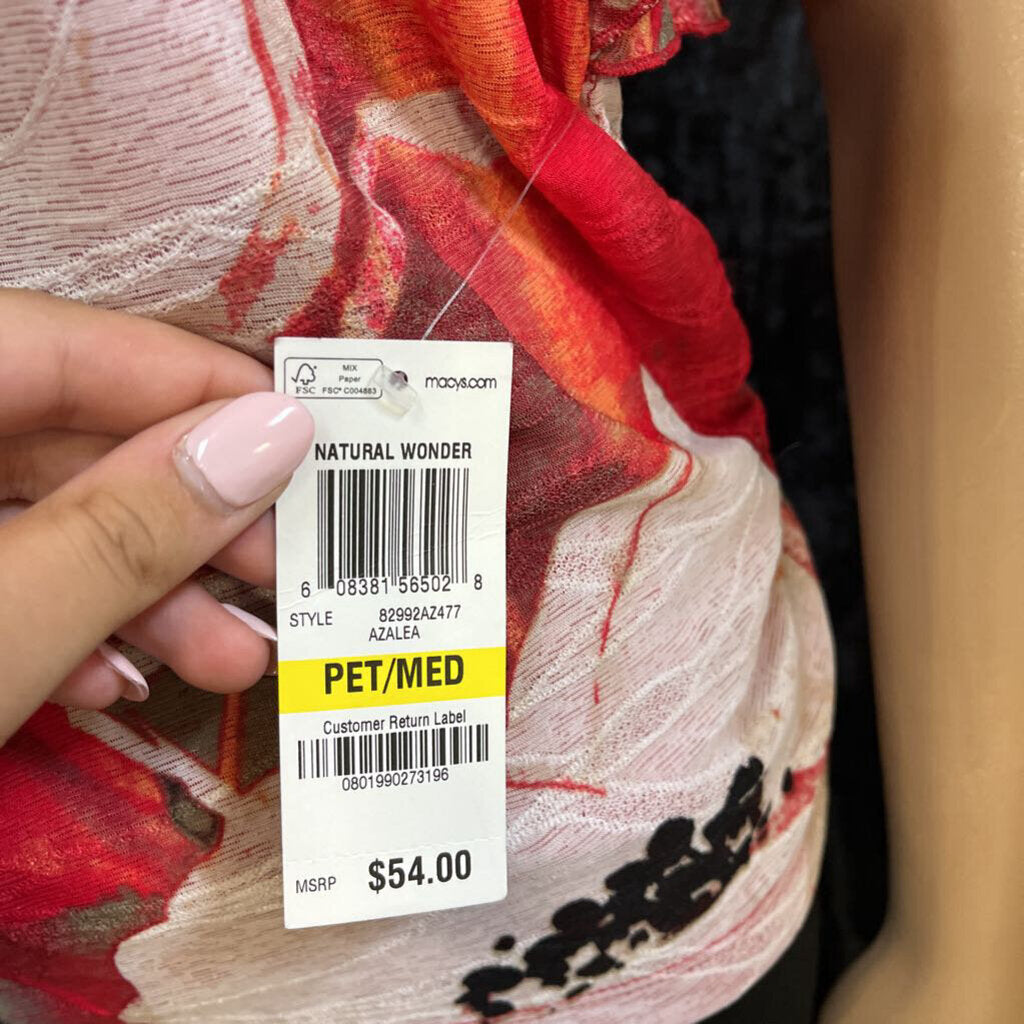 MIX
Paper
FSC
FSC® C004863
macys.com
NATURAL WONDER
6 08381 56502 8
STYLE 82992AZ477
AZALEA
PET/MED
Customer Return Label
0801990273196
MSRP $54.00